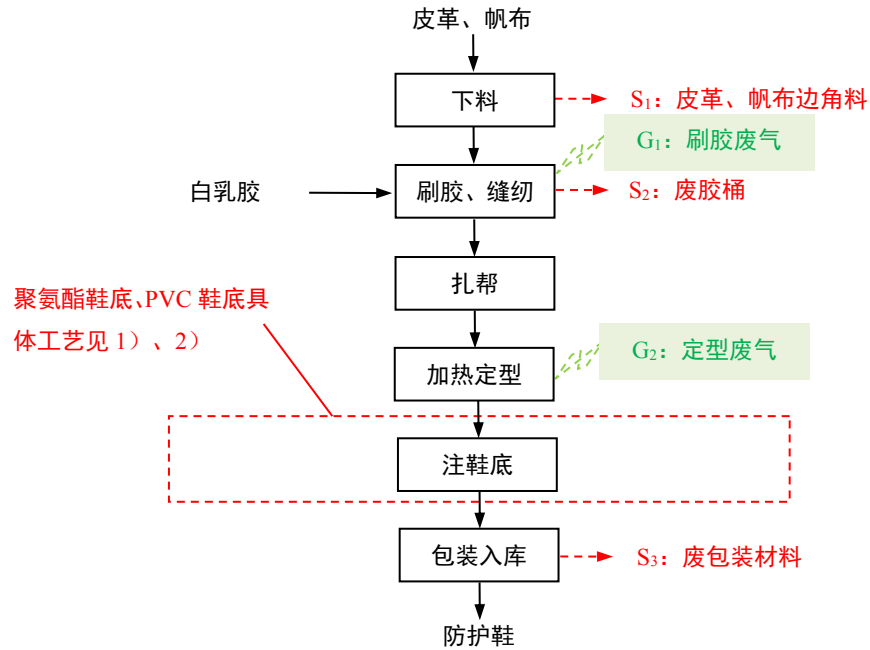 皮革、帆布
下料
S₁：皮革、帆布边角料
G₁：刷胶废气
白乳胶
刷胶、缝纫
S₂：废胶桶
扎帮
聚氨酯鞋底、PVC 鞋底具
体工艺见 1）、2）
G₂：定型废气
加热定型
注鞋底
包装入库
S₃：废包装材料
防护鞋